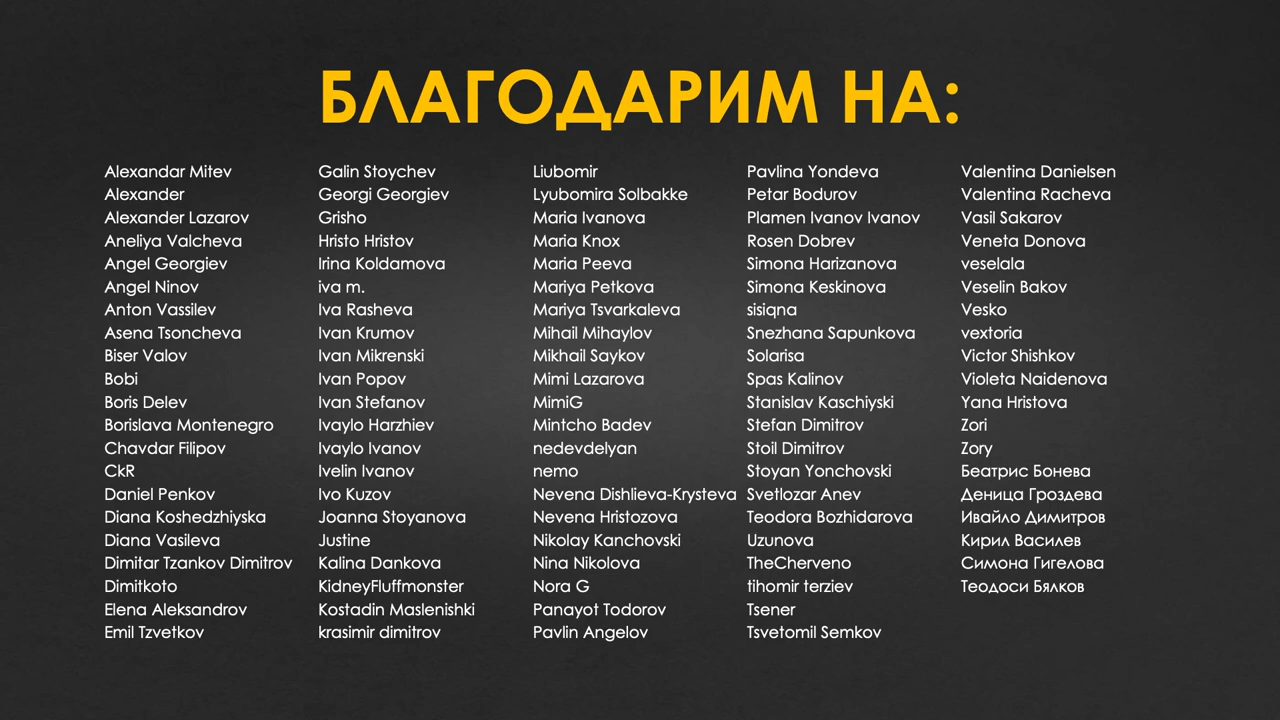 БЛАГОДАРИМ НА:
Alexandar Mitev
Alexander
Alexander Lazarov
Aneliya Valcheva
Angel Georgiev
Angel Ninov
Anton Vassilev
Asena Tsoncheva
Biser Valov
Bobi
Boris Delev
Borislava Montenegro
Chavdar Filipov
CkR
Daniel Penkov
Diana Koshedzhiyska
Diana Vasileva
Dimitar Tzankov Dimitrov
Dimitkoto
Elena Aleksandrov
Emil Tzvetkov
Galin Stoychev
Georgi Georgiev
Grisho
Hristo Hristov
Irina Koldamova
iva m.
Iva Rasheva
Ivan Krumov
Ivan Mikrenski
Ivan Popov
Ivan Stefanov
Ivaylo Harzhiev
Ivaylo Ivanov
Ivelin Ivanov
Ivo Kuzov
Joanna Stoyanova
Justine
Kalina Dankova
KidneyFluffmonster
Kostadin Maslenishki
krasimir dimitrov
Liubomir
Lyubomira Solbakke
Maria Ivanova
Maria Knox
Maria Peeva
Mariya Petkova
Mariya Tsvarkaleva
Mihail Mihaylov
Mikhail Saykov
Mimi Lazarova
MimiG
Mintcho Badev
nedevdelyan
nemo
Nevena Dishlieva-Krysteva
Nevena Hristozova
Nikolay Kanchovski
Nina Nikolova
Nora G
Panayot Todorov
Pavlin Angelov
Pavlina Yondeva
Petar Bodurov
Plamen Ivanov Ivanov
Rosen Dobrev
Simona Harizanova
Simona Keskinova
sisiqna
Snezhana Sapunkova
Solarisa
Spas Kalinov
Stanislav Kaschiyski
Stefan Dimitrov
Stoil Dimitrov
Stoyan Yonchovski
Svetlozar Anev
Teodora Bozhidarova
Uzunova
TheCherveno
tihomir terziev
Tsener
Tsvetomil Semkov
Valentina Danielsen
Valentina Racheva
Vasil Sakarov
Veneta Donova
veselala
Veselin Bakov
Vesko
vextoria
Victor Shishkov
Violeta Naidenova
Yana Hristova
Zori
Zory
Беатрис Бонева
Деница Гроздева
Ивайло Димитров
Кирил Василев
Симона Гигелова
Теодоси Бялков